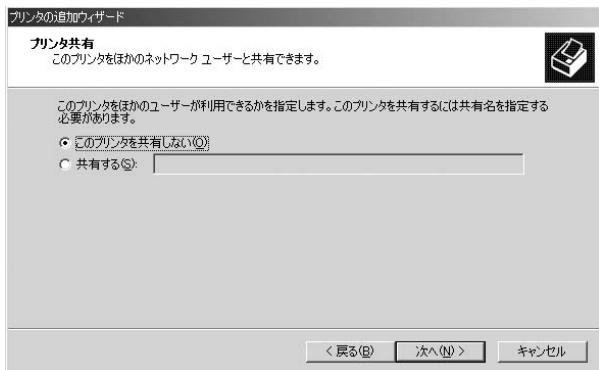 プリンタの追加ウィザード
プリンタ共有
このプリンタをほかのネットワーク ユーザーと共有できます。
このプリンタをほかのユーザーが利用できるかを指定します。このプリンタを共有するには共有名を指定する
必要があります。
このプリンタを共有しない(O)
共有する(S):
< 戻る(B) 次へ(N) > キャンセル